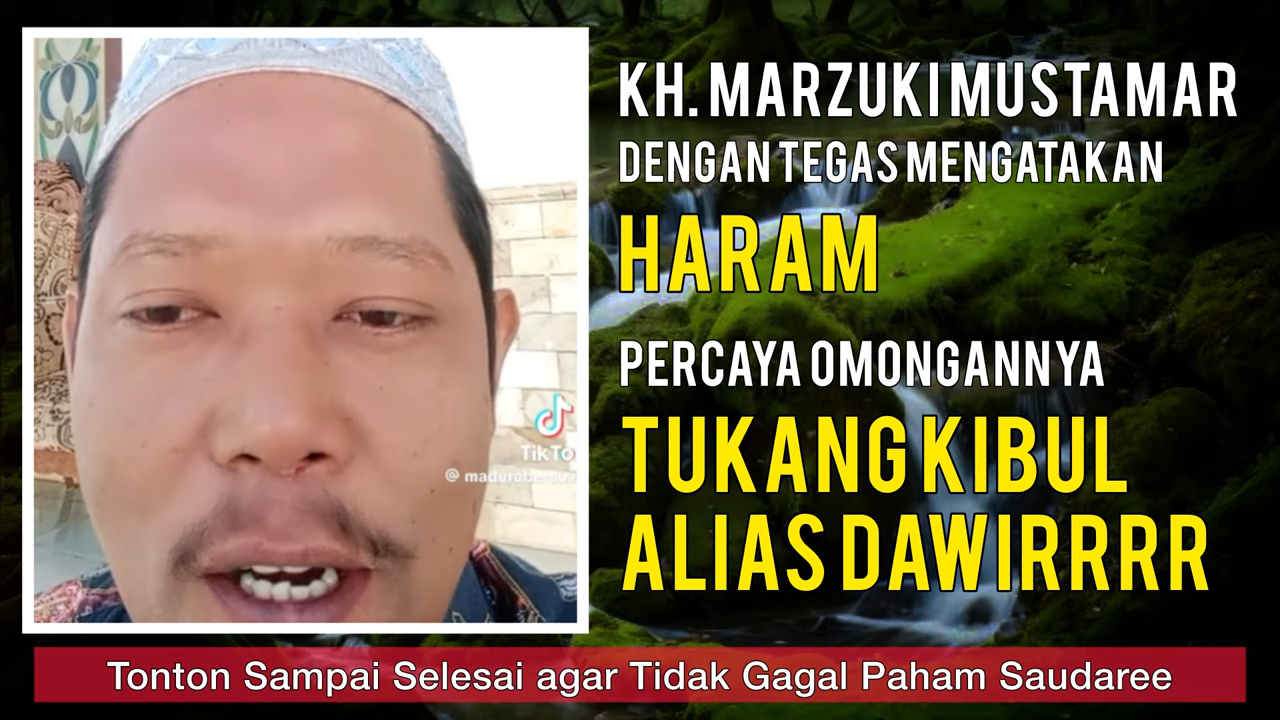 KH. MARZUKI MUSTAMAR
DENGAN TEGAS MENGATAKAN
HARAM
PERCAYA OMONGANNYA
TUKANG KIBUL
ALIAS DAWIRRRR
TikTo
Tonton Sampai Selesai agar Tidak Gagal Paham Saudaree